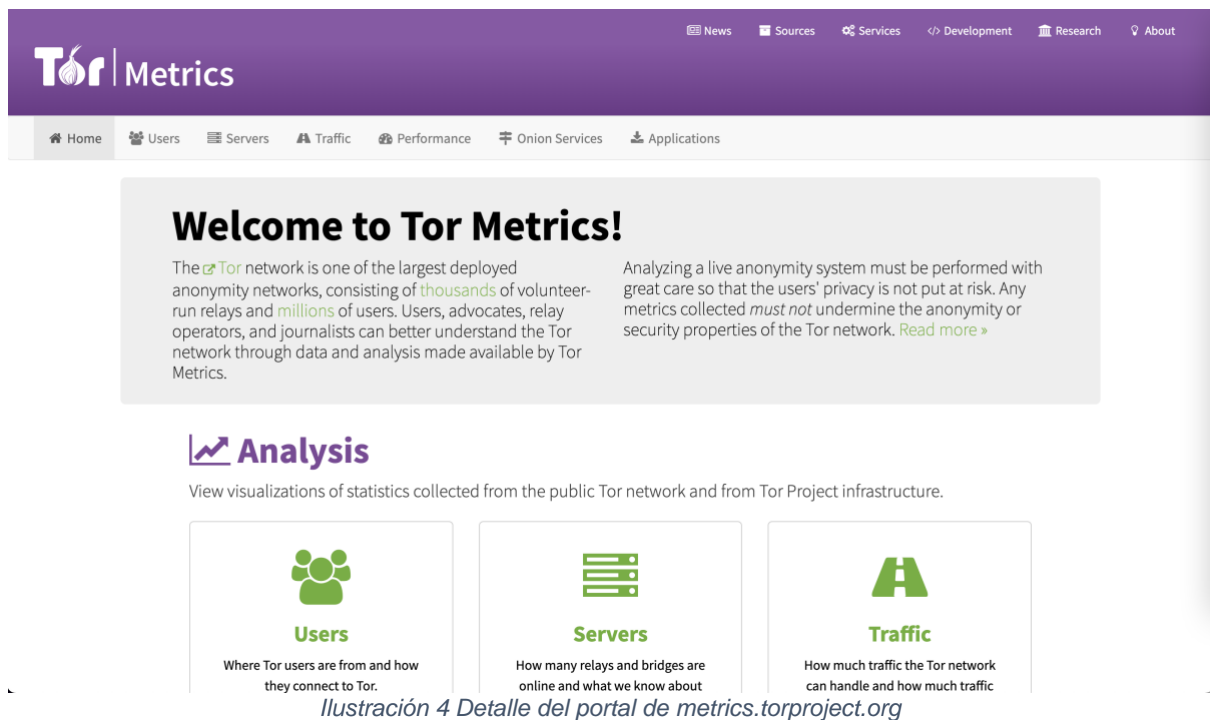 News Sources Services Development Research About
Tor Metrics
Home Users Servers Traffic Performance Onion Services Applications
Welcome to Tor Metrics!
The Tor network is one of the largest deployed
anonymity networks, consisting of thousands of volunteer-
run relays and millions of users. Users, advocates, relay
operators, and journalists can better understand the Tor
network through data and analysis made available by Tor
Metrics.
Analyzing a live anonymity system must be performed with
great care so that the users' privacy is not put at risk. Any
metrics collected must not undermine the anonymity or
security properties of the Tor network. Read more »
Analysis
View visualizations of statistics collected from the public Tor network and from Tor Project infrastructure.
Users
Where Tor users are from and how
they connect to Tor.
Servers
How many relays and bridges are
online and what we know about
Traffic
How much traffic the Tor network
can handle and how much traffic
Ilustración 4 Detalle del portal de metrics.torproject.org